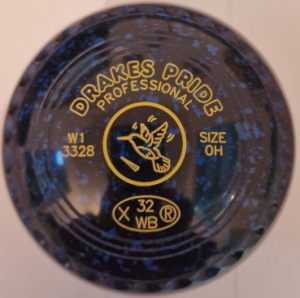 DRAKES PRIDE
PROFESSIONAL
W1
3328
SIZE
0H
X 32 WB R